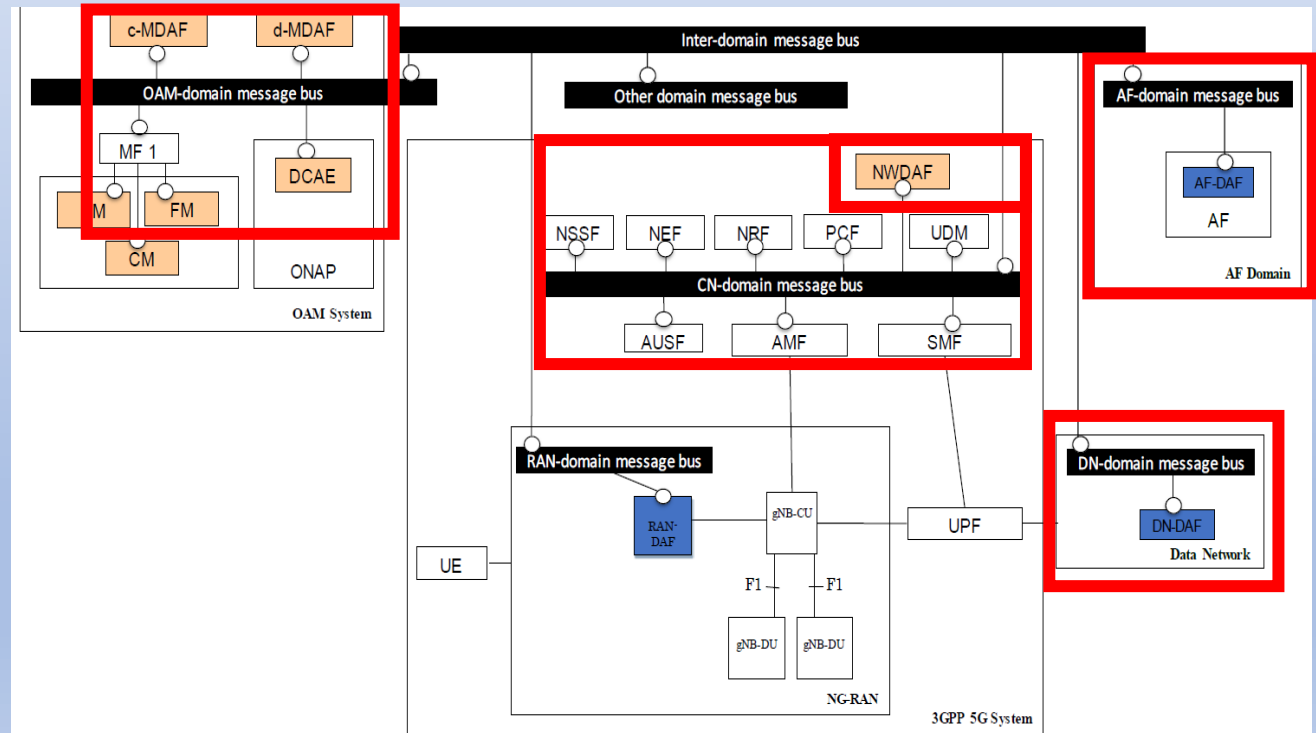 c-MDAF
d-MDAF
Inter-domain message bus
OAM-domain message bus
Other domain message bus
AF-domain message bus
MF 1
DCAE
NWDAF
AF-DAF
AF
M
FM
CM
ONAP
OAM System
AF Domain
NSSF
NEF
NRF
PCF
UDM
CN-domain message bus
AUSF
AMF
SMF
RAN-domain message bus
DN-domain message bus
RAN-
DAF
gNB-CU
UPF
DN-DAF
Data Network
UE
F1
F1
gNB-DU
gNB-DU
NG-RAN
3GPP 5G System